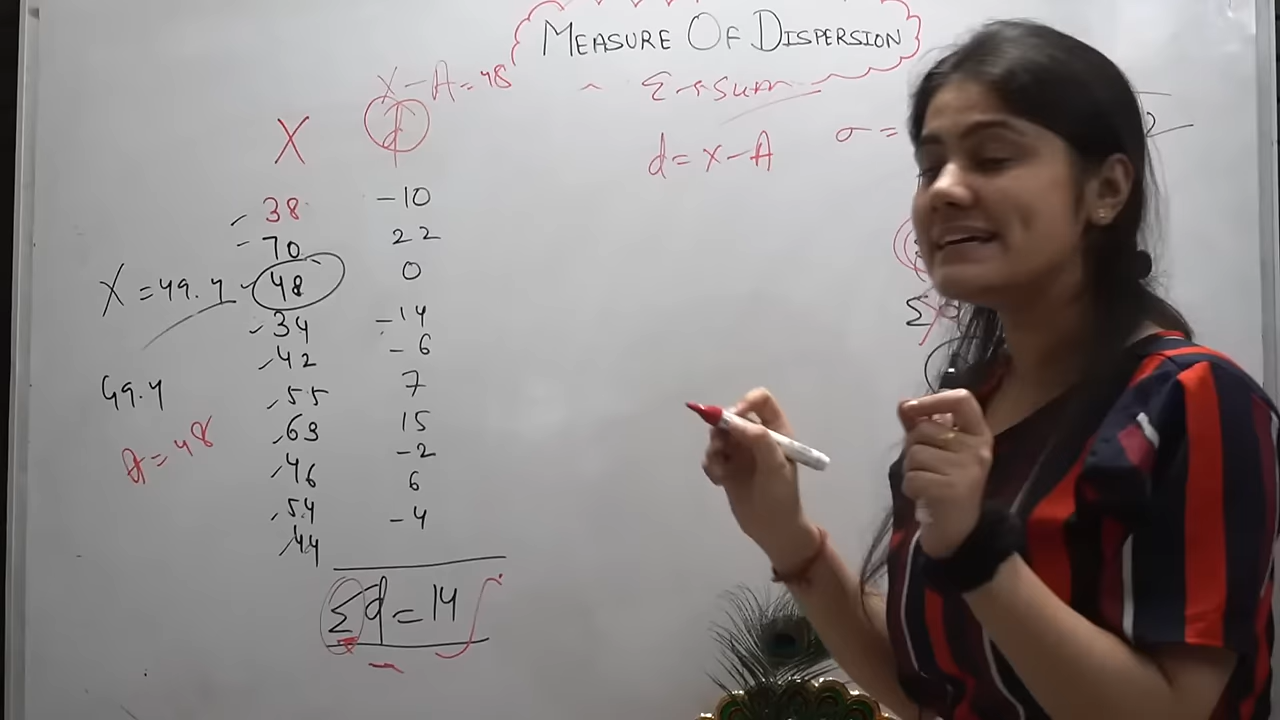 MEASURE OF DISPERSION
X - A = 48
Σ → Sum
d = X - A
σ =
2
X d
38 -10
70 22
X = 49.4 48 0
34 -14
42 -6
49.4 55 7
A = 48 63 15
46 -2
54 6
44 -4
Σd = 14
Σ